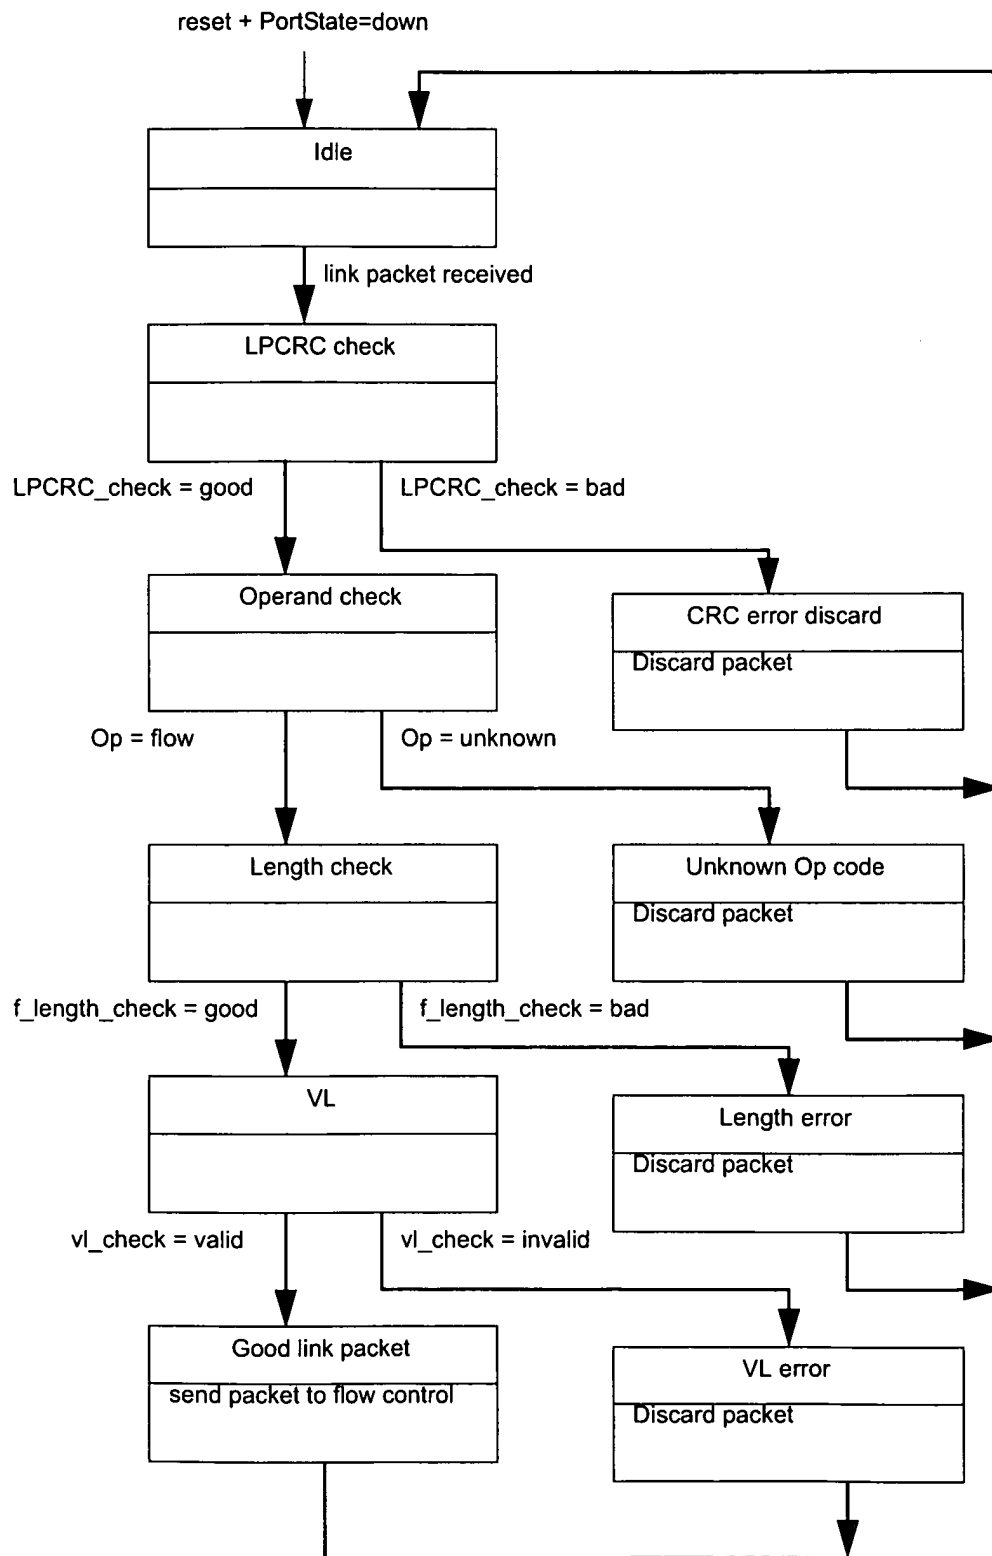 reset + PortState=down
Idle
link packet received
LPCRC check
LPCRC_check = good
LPCRC_check = bad
Operand check
CRC error discard
Discard packet
Op = flow
Op = unknown
Length check
Unknown Op code
Discard packet
f_length_check = good
f_length_check = bad
VL
Length error
Discard packet
vl_check = valid
vl_check = invalid
Good link packet
VL error
send packet to flow control
Discard packet